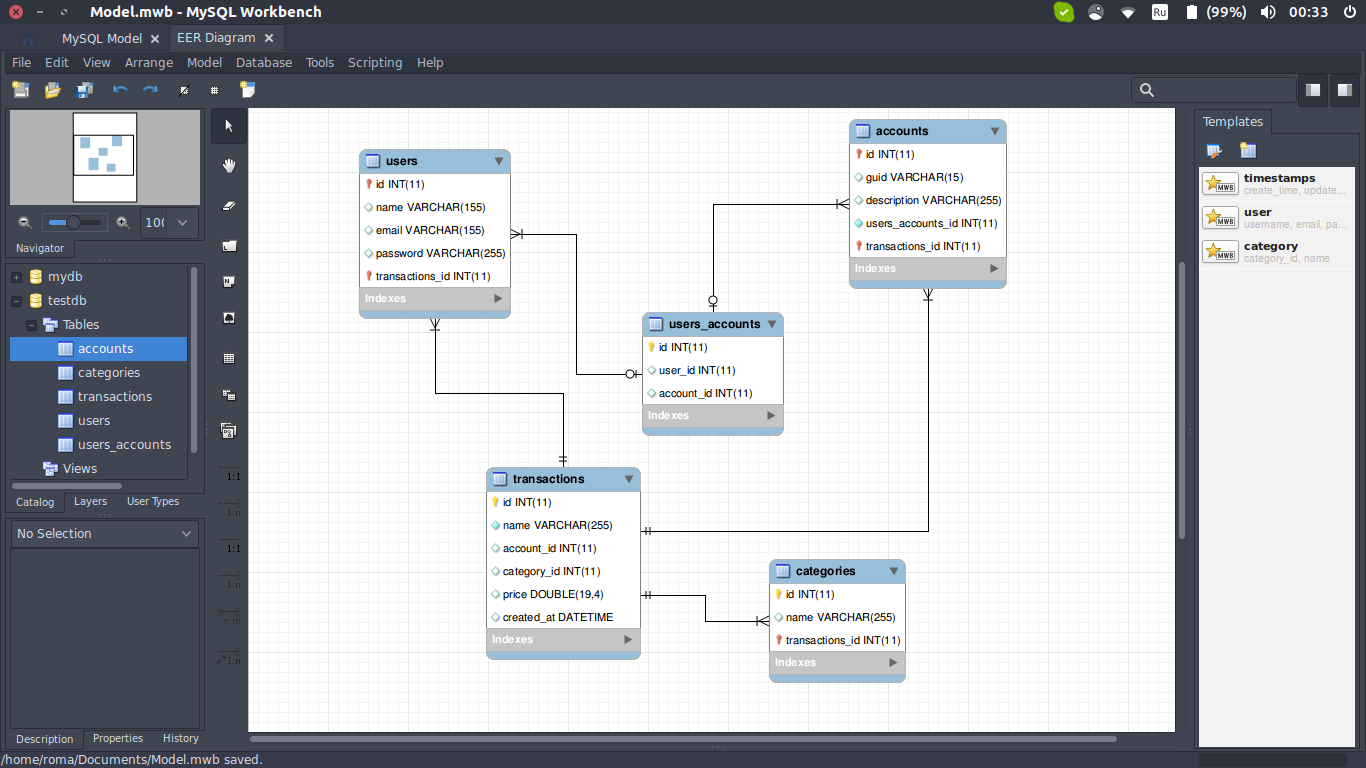 Model.mwb - MySQL Workbench
Ru
(99%)
00:33
MySQL Model
EER Diagram
File Edit View Arrange Model Database Tools Scripting Help
Navigator
mydb
testdb
Tables
accounts
categories
transactions
users
users_accounts
Views
Catalog Layers User Types
No Selection
Description Properties History
/home/roma/Documents/Model.mwb saved.
1:1
1:n
1:1
1:n
n:m
1:n
users
id INT(11)
name VARCHAR(155)
email VARCHAR(155)
password VARCHAR(255)
transactions_id INT(11)
Indexes
accounts
id INT(11)
guid VARCHAR(15)
description VARCHAR(255)
users_accounts_id INT(11)
transactions_id INT(11)
Indexes
users_accounts
id INT(11)
user_id INT(11)
account_id INT(11)
Indexes
transactions
id INT(11)
name VARCHAR(255)
account_id INT(11)
category_id INT(11)
price DOUBLE(19,4)
created_at DATETIME
Indexes
categories
id INT(11)
name VARCHAR(255)
transactions_id INT(11)
Indexes
Templates
MWB
timestamps
create_time, update...
MWB
user
username, email, pa...
MWB
category
category_id, name